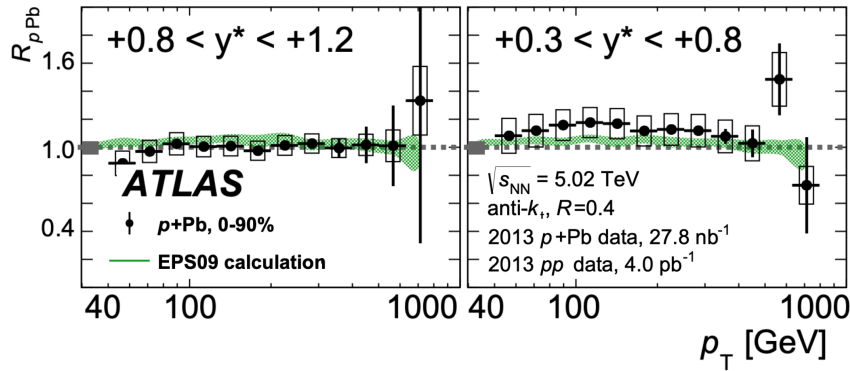 R_pPb
+0.8 < y* < +1.2
+0.3 < y* < +0.8
1.6
1.0
0.4
ATLAS
p+Pb, 0-90%
EPS09 calculation
√s_NN = 5.02 TeV
anti-k_t, R=0.4
2013 p+Pb data, 27.8 nb⁻¹
2013 pp data, 4.0 pb⁻¹
40 100 1000 40 100 1000
p_T [GeV]